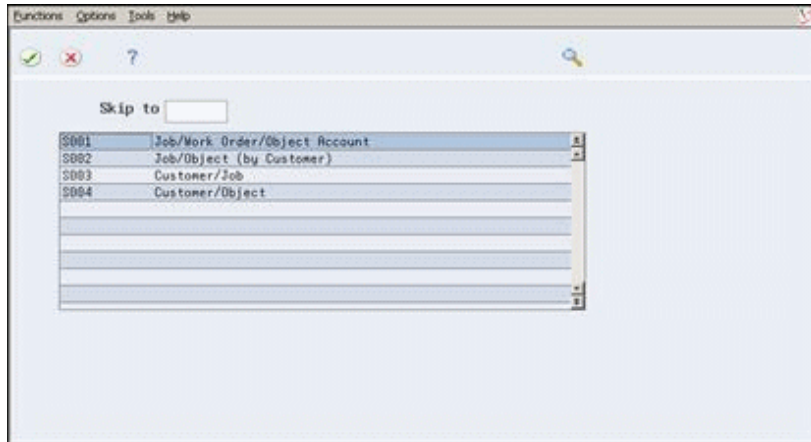 Functions Options Tools Help
?
Skip to
S001 Job/Work Order/Object Account
S002 Job/Object (by Customer)
S003 Customer/Job
S004 Customer/Object